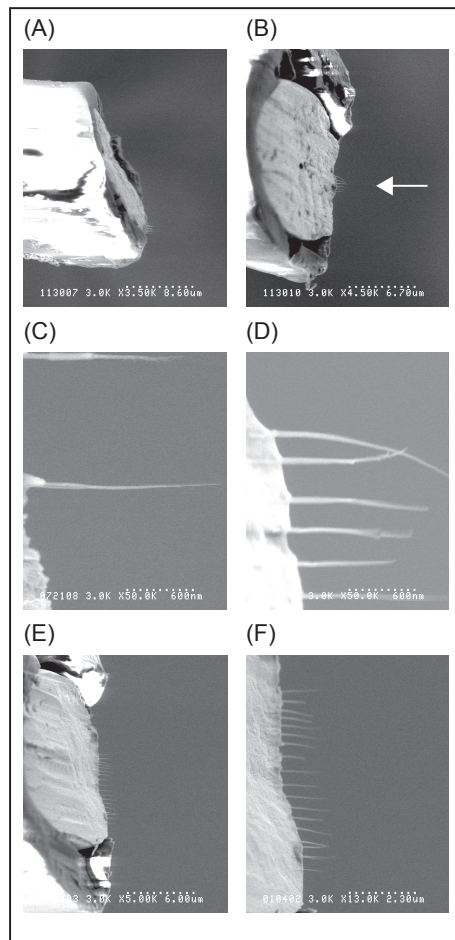 (A)
(B)
113007 3.0K X3.50K 8.60um
113010 3.0K X4.50K 6.70um
(C)
(D)
072108 3.0K X50.0K 600nm
3.0K X50.0K 600nm
(E)
(F)
3.0K X5.00K 6.00um
010402 3.0K X13.0K 2.30um